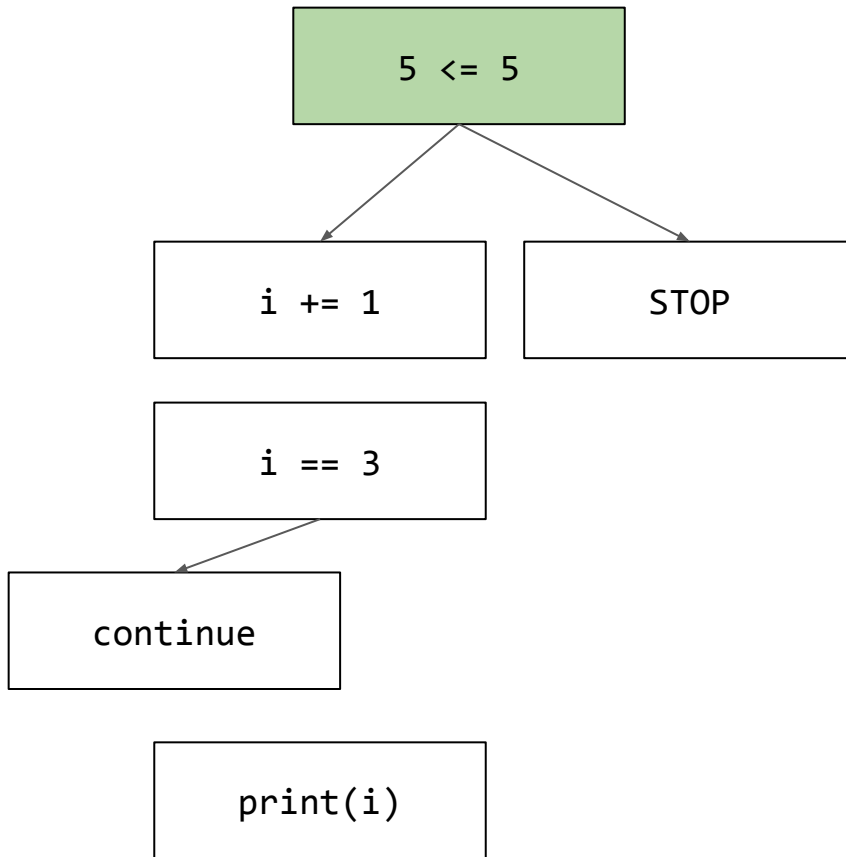 5 <= 5
i += 1
STOP
i == 3
continue
print(i)